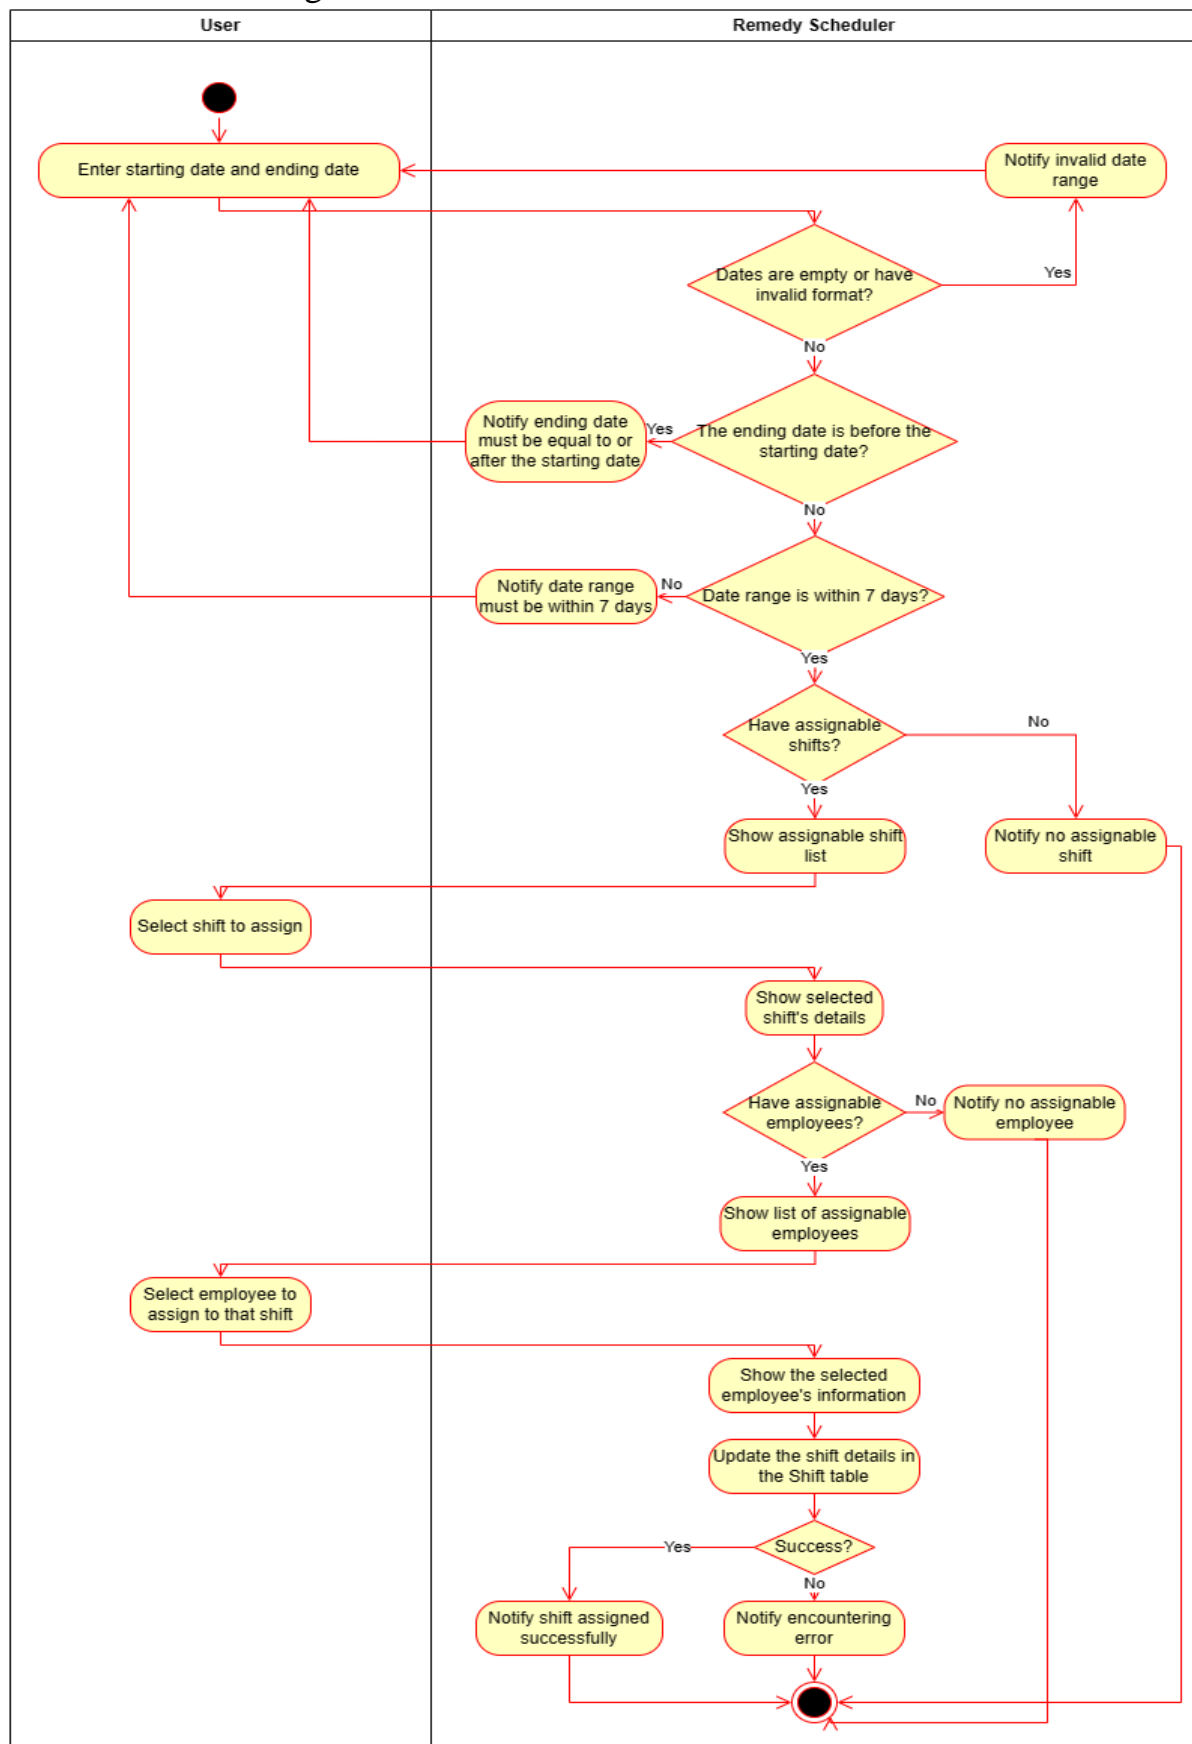 User
Remedy Scheduler
Enter starting date and ending date
Notify invalid date
range
Dates are empty or have
invalid format?
Yes
No
Notify ending date
must be equal to or
after the starting date
Yes
The ending date is before the
starting date?
No
Notify date range
must be within 7 days
No
Date range is within 7 days?
Yes
Have assignable
shifts?
No
Yes
Show assignable shift
list
Notify no assignable
shift
Select shift to assign
Show selected
shift's details
Have assignable
employees?
No
Notify no assignable
employee
Yes
Show list of assignable
employees
Select employee to
assign to that shift
Show the selected
employee's information
Update the shift details in
the Shift table
Yes
Success?
No
Notify shift assigned
successfully
Notify encountering
error